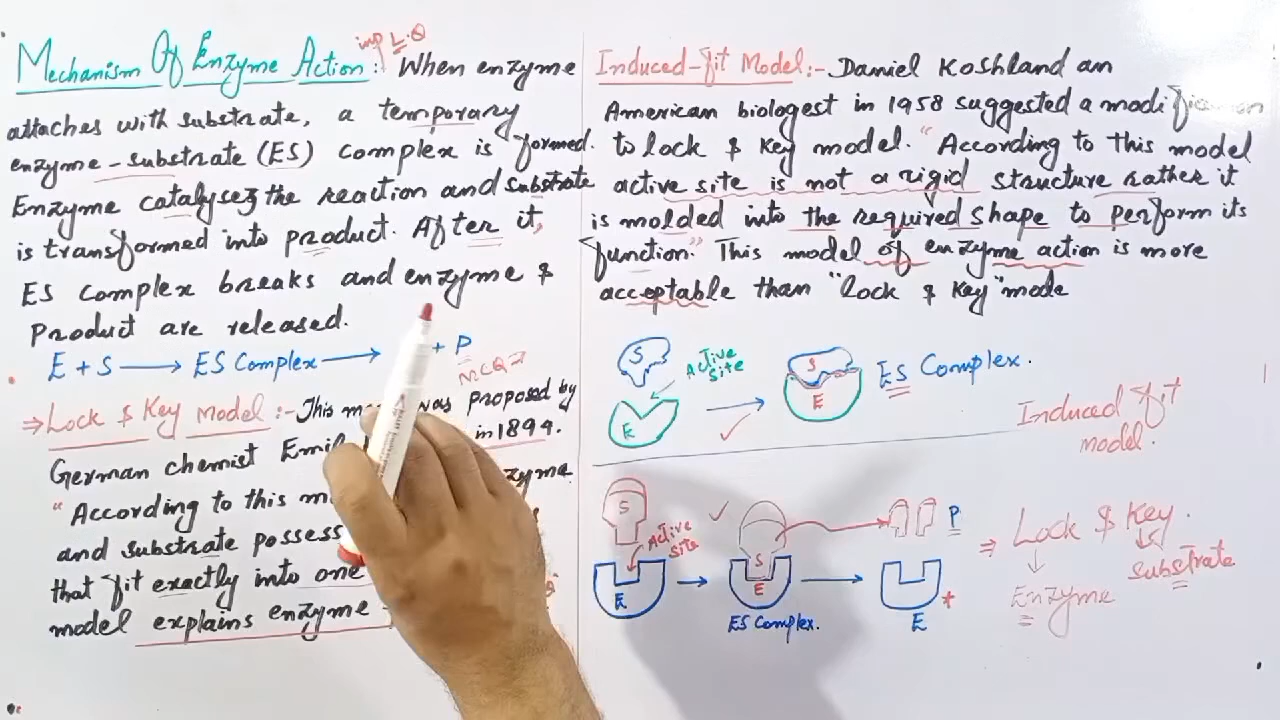 Mechanism Of Enzyme Action :- When enzyme
imp L.Q
attaches with substrate, a temporary
enzyme-substrate (ES) complex is formed.
Enzyme catalyses the reaction and substrate
is transformed into product. After it,
ES Complex breaks and enzyme &
Product are released.
E + S → ES Complex → + P
MCQ
⇒ Lock & Key Model :- This was proposed by
German chemist Emil in 1894.
"According to this
and substrate possess
that fit exactly into one
model explains enzyme
Induced-fit Model :- Daniel Koshland an
American biologest in 1958 suggested a modification
to lock & Key model. "According to this model
active site is not a rigid structure rather it
is molded into the required shape to perform its
function." This model of enzyme action is more
acceptable than "lock & Key" mode
S
Active site
E
→
S
E
ES Complex.
Induced fit
model.
S
Active site
E
→
S
E
ES Complex.
→
P
+
E
⇒ Lock & Key.
Enzyme
substrate